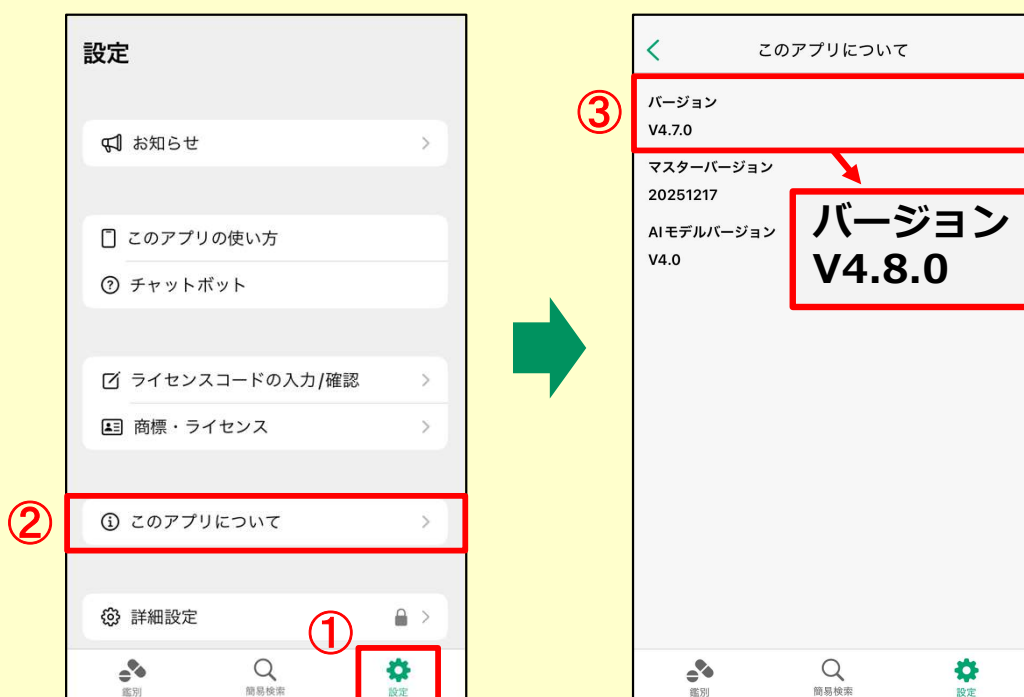 設定
お知らせ
このアプリの使い方
チャットボット
ライセンスコードの入力/確認
商標・ライセンス
②
このアプリについて
詳細設定
①
鑑別
簡易検索
設定
このアプリについて
③
バージョン
V4.7.0
マスターバージョン
20251217
AIモデルバージョン
V4.0
バージョン
V4.8.0
鑑別
簡易検索
設定